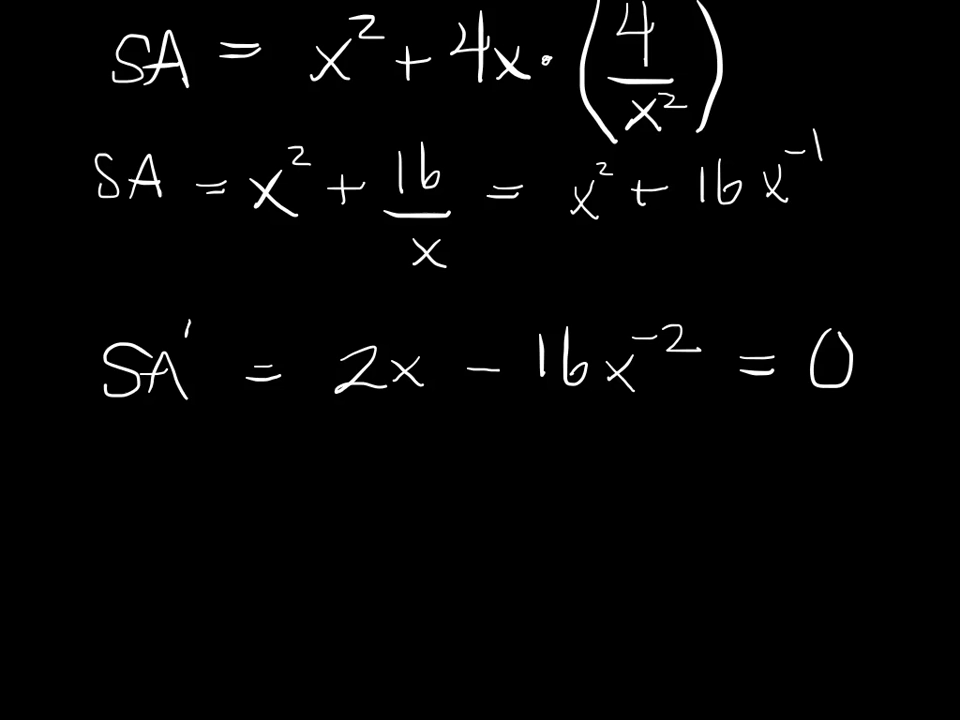 SA = x² + 4x · (4/x²)
SA = x² + 16/x = x² + 16x⁻¹
SA' = 2x - 16x⁻² = 0